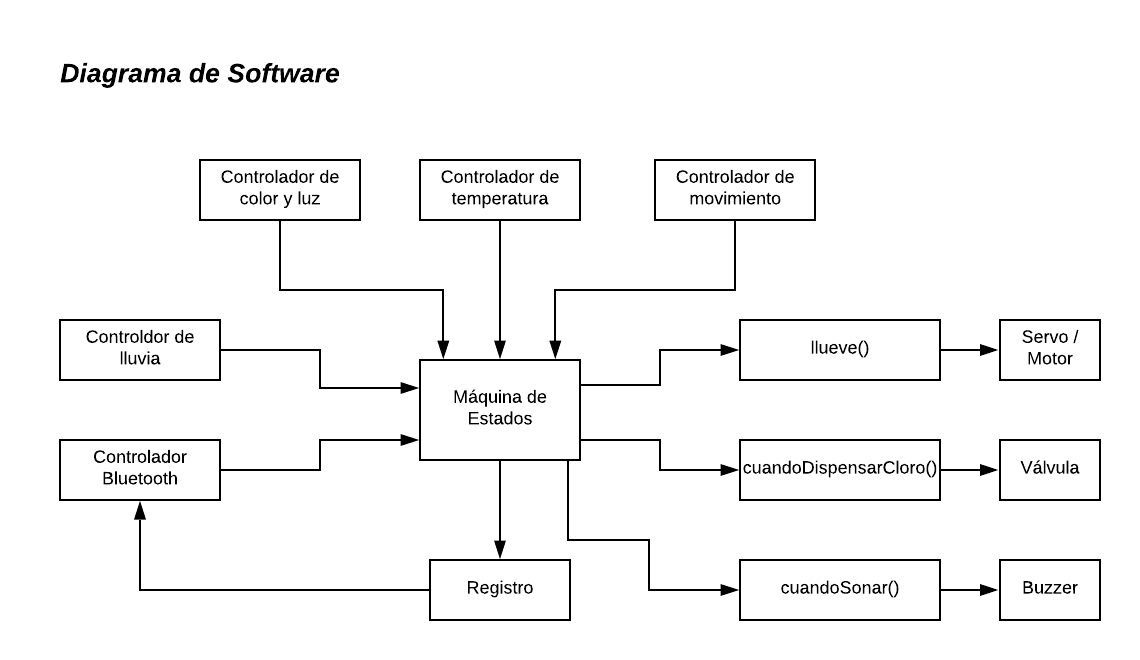 Diagrama de Software
Controlador de
color y luz
Controlador de
temperatura
Controlador de
movimiento
Controldor de
lluvia
Máquina de
Estados
llueve()
Servo /
Motor
Controlador
Bluetooth
cuandoDispensarCloro()
Válvula
Registro
cuandoSonar()
Buzzer